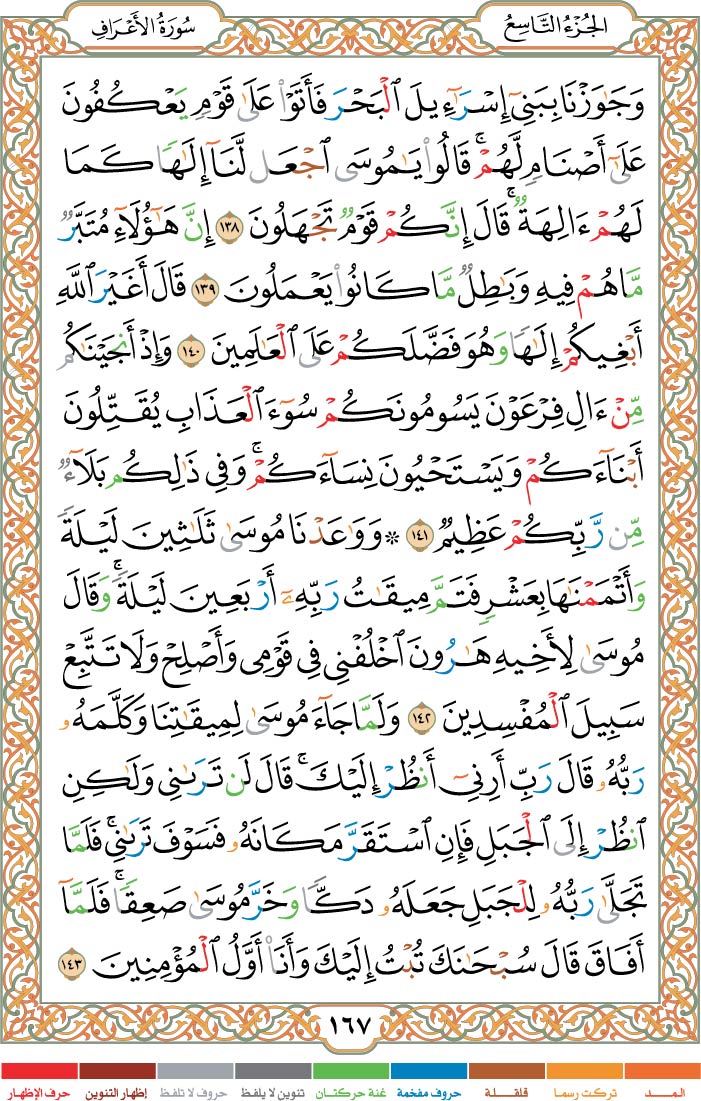 الجُزْءُ التَّاسِعُ
سُورَةُ الأَعْرَافِ
وَجَٰوَزْنَا بِبَنِىٓ إِسْرَٰٓءِيلَ ٱلْبَحْرَ فَأَتَوْا۟ عَلَىٰ قَوْمٍ يَعْكُفُونَ
عَلَىٰٓ أَصْنَامٍ لَّهُمْ ۚ قَالُوا۟ يَٰمُوسَى ٱجْعَل لَّنَآ إِلَٰهًا كَمَا
لَهُمْ ءَالِهَةٌ ۚ قَالَ إِنَّكُمْ قَوْمٌ تَجْهَلُونَ ١٣٨ إِنَّ هَٰٓؤُلَآءِ مُتَبَّرٌ
مَّا هُمْ فِيهِ وَبَٰطِلٌ مَّا كَانُوا۟ يَعْمَلُونَ ١٣٩ قَالَ أَغَيْرَ ٱللَّهِ
أَبْغِيكُمْ إِلَٰهًا وَهُوَ فَضَّلَكُمْ عَلَى ٱلْعَٰلَمِينَ ١٤٠ وَإِذْ أَنجَيْنَٰكُم
مِّنْ ءَالِ فِرْعَوْنَ يَسُومُونَكُمْ سُوٓءَ ٱلْعَذَابِ يُقَتِّلُونَ
أَبْنَآءَكُمْ وَيَسْتَحْيُونَ نِسَآءَكُمْ ۚ وَفِى ذَٰلِكُم بَلَآءٌ
مِّن رَّبِّكُمْ عَظِيمٌ ١٤١ ۞ وَوَٰعَدْنَا مُوسَىٰ ثَلَٰثِينَ لَيْلَةً
وَأَتْمَمْنَٰهَا بِعَشْرٍ فَتَمَّ مِيقَٰتُ رَبِّهِۦٓ أَرْبَعِينَ لَيْلَةً ۚ وَقَالَ
مُوسَىٰ لِأَخِيهِ هَٰرُونَ ٱخْلُفْنِى فِى قَوْمِى وَأَصْلِحْ وَلَا تَتَّبِعْ
سَبِيلَ ٱلْمُفْسِدِينَ ١٤٢ وَلَمَّا جَآءَ مُوسَىٰ لِمِيقَٰتِنَا وَكَلَّمَهُۥ
رَبُّهُۥ قَالَ رَبِّ أَرِنِىٓ أَنظُرْ إِلَيْكَ ۚ قَالَ لَن تَرَىٰنِى وَلَٰكِنِ
ٱنظُرْ إِلَى ٱلْجَبَلِ فَإِنِ ٱسْتَقَرَّ مَكَانَهُۥ فَسَوْفَ تَرَىٰنِى ۚ فَلَمَّا
تَجَلَّىٰ رَبُّهُۥ لِلْجَبَلِ جَعَلَهُۥ دَكًّا وَخَرَّ مُوسَىٰ صَعِقًا ۚ فَلَمَّآ
أَفَاقَ قَالَ سُبْحَٰنَكَ تُبْتُ إِلَيْكَ وَأَنَا۠ أَوَّلُ ٱلْمُؤْمِنِينَ ١٤٣
١٦٧
المـــد تركت رسما قلقلة حروف مفخمة غنة حركتان تنوين لا يلفظ حروف لا تلفظ إظهار التنوين حرف الإظهار